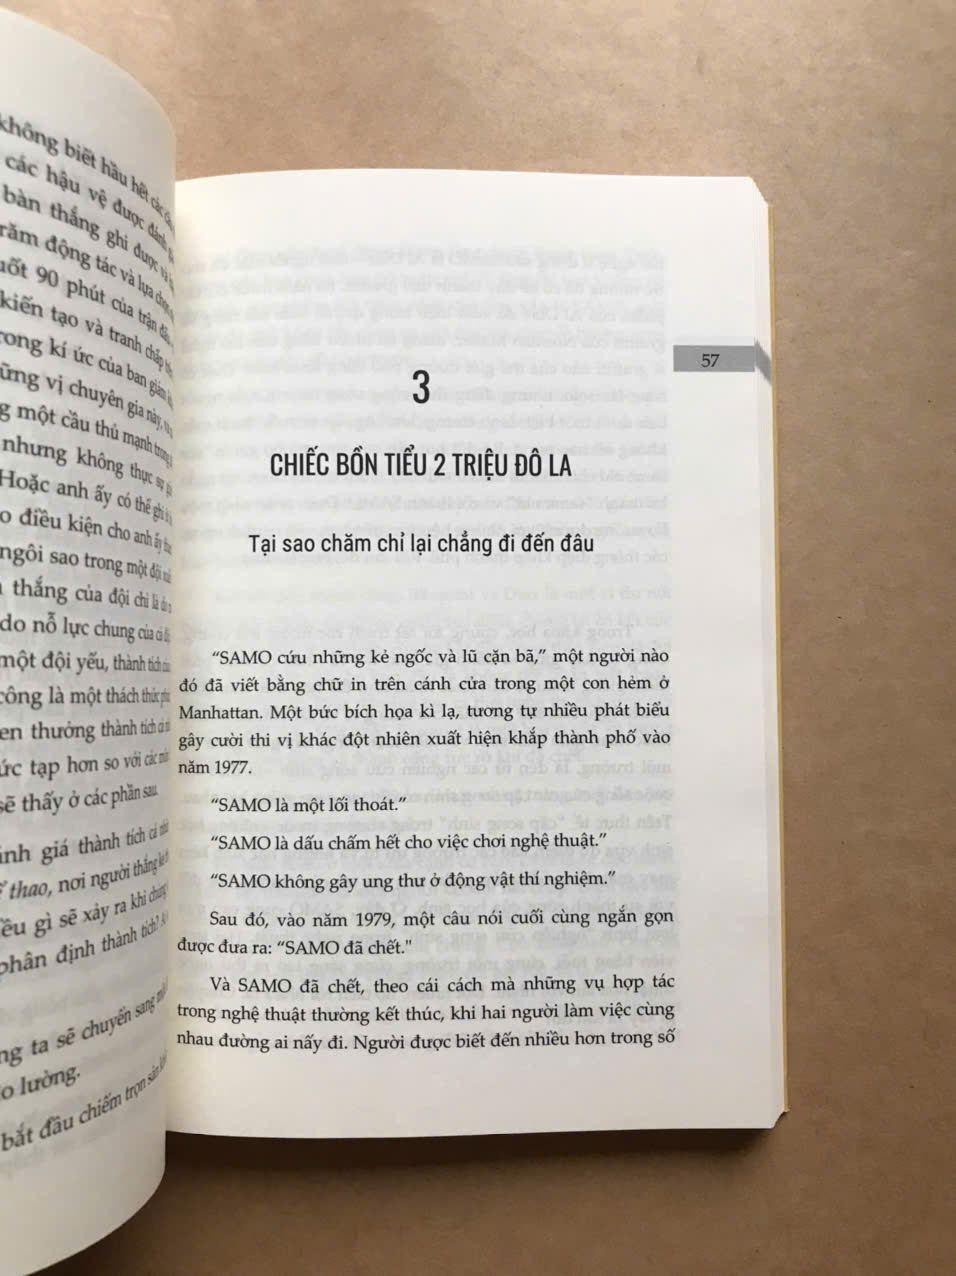 không biết hầu hết các
các hậu vệ được đánh
bàn thắng ghi được và
răm động tác và lựa chọn
uốt 90 phút của trận đấu
kiến tạo và tranh chấp
rong kí ức của ban giám
ững vị chuyên gia này,
g một cầu thủ mạnh trong
nhưng không thực sự
Hoặc anh ấy có thể ghi
o điều kiện cho anh ấy
ngôi sao trong một đội
thắng của đội chỉ là do
do nỗ lực chung của cả
một đội yếu, thành tích
công là một thách thức
en thưởng thành tích cá
ức tạp hơn so với các
sẽ thấy ở các phần sau.
ánh giá thành tích cá
thao, nơi người thắng
ều gì sẽ xảy ra khi chúng
phân định thành tích?
ng ta sẽ chuyển sang
o lường.
bắt đầu chiếm trọn
57
3
CHIẾC BỒN TIỂU 2 TRIỆU ĐÔ LA
Tại sao chăm chỉ lại chẳng đi đến đâu
“SAMO cứu những kẻ ngốc và lũ cặn bã,” một người nào
đó đã viết bằng chữ in trên cánh cửa trong một con hẻm ở
Manhattan. Một bức bích họa kì lạ, tương tự nhiều phát biểu
gây cười thi vị khác đột nhiên xuất hiện khắp thành phố vào
năm 1977.
“SAMO là một lối thoát.”
“SAMO là dấu chấm hết cho việc chơi nghệ thuật.”
“SAMO không gây ung thư ở động vật thí nghiệm.”
Sau đó, vào năm 1979, một câu nói cuối cùng ngắn gọn
được đưa ra: “SAMO đã chết."
Và SAMO đã chết, theo cái cách mà những vụ hợp tác
trong nghệ thuật thường kết thúc, khi hai người làm việc cùng
nhau đường ai nấy đi. Người được biết đến nhiều hơn trong số